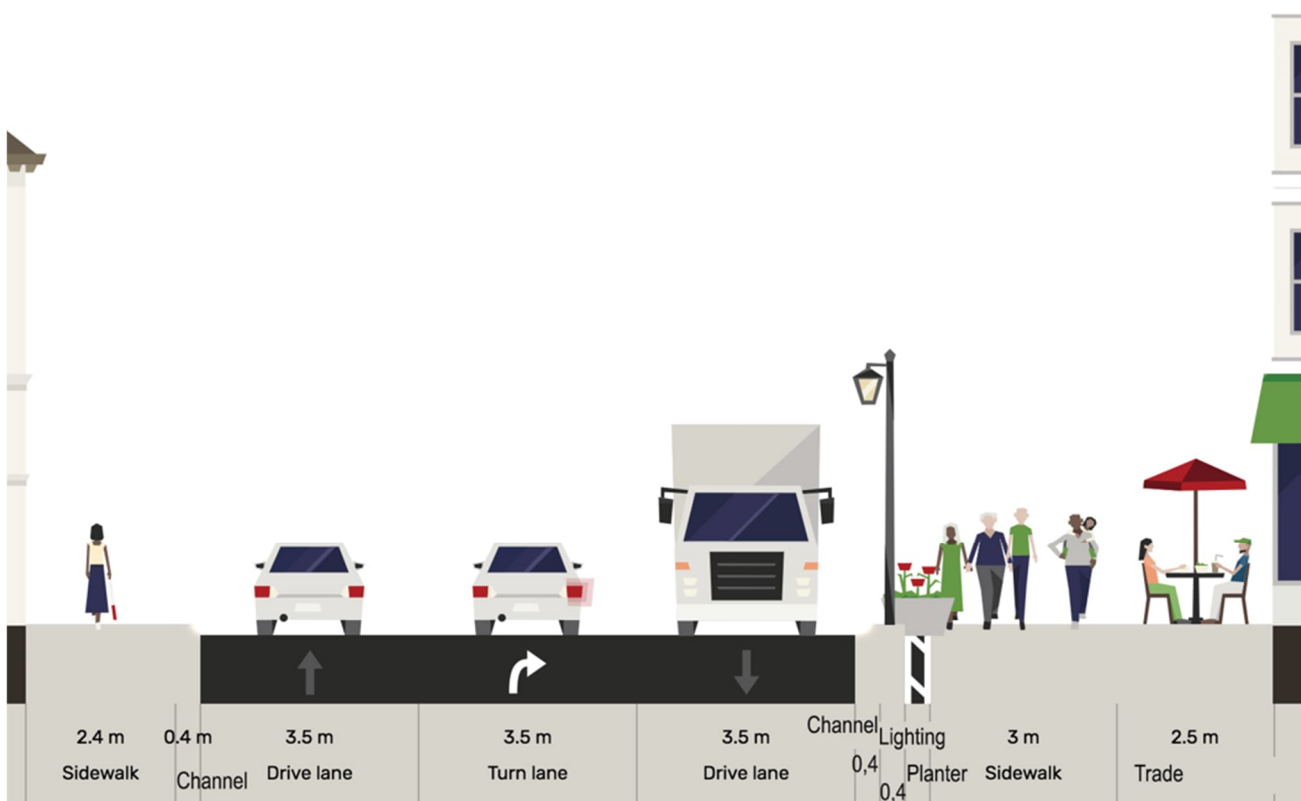 2.4 m
Sidewalk
0.4 m
Channel
3.5 m
Drive lane
3.5 m
Turn lane
3.5 m
Drive lane
Channel
0,4
Lighting
0,4
Planter
3 m
Sidewalk
2.5 m
Trade